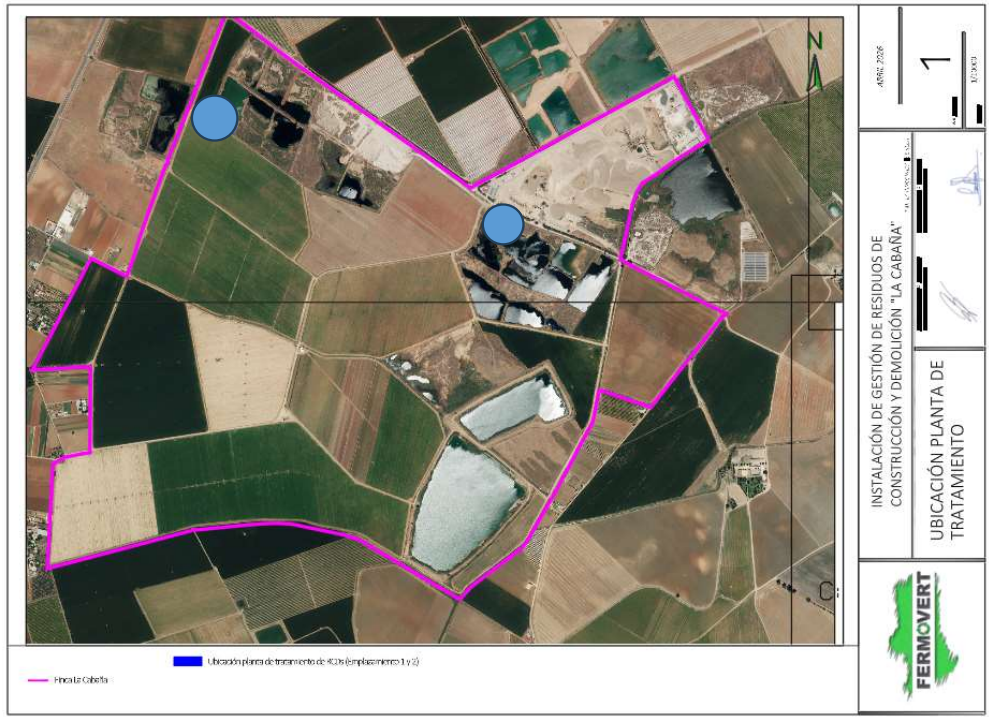 N
C
Ubicación planta de tratamiento de RCDs (Emplazamiento 1 y 2)
Finca La Cabaña
ABRIL 2026
1
INSTALACIÓN DE GESTIÓN DE RESIDUOS DE
CONSTRUCCIÓN Y DEMOLICIÓN "LA CABAÑA"
UBICACIÓN PLANTA DE
TRATAMIENTO
FERMOVERT